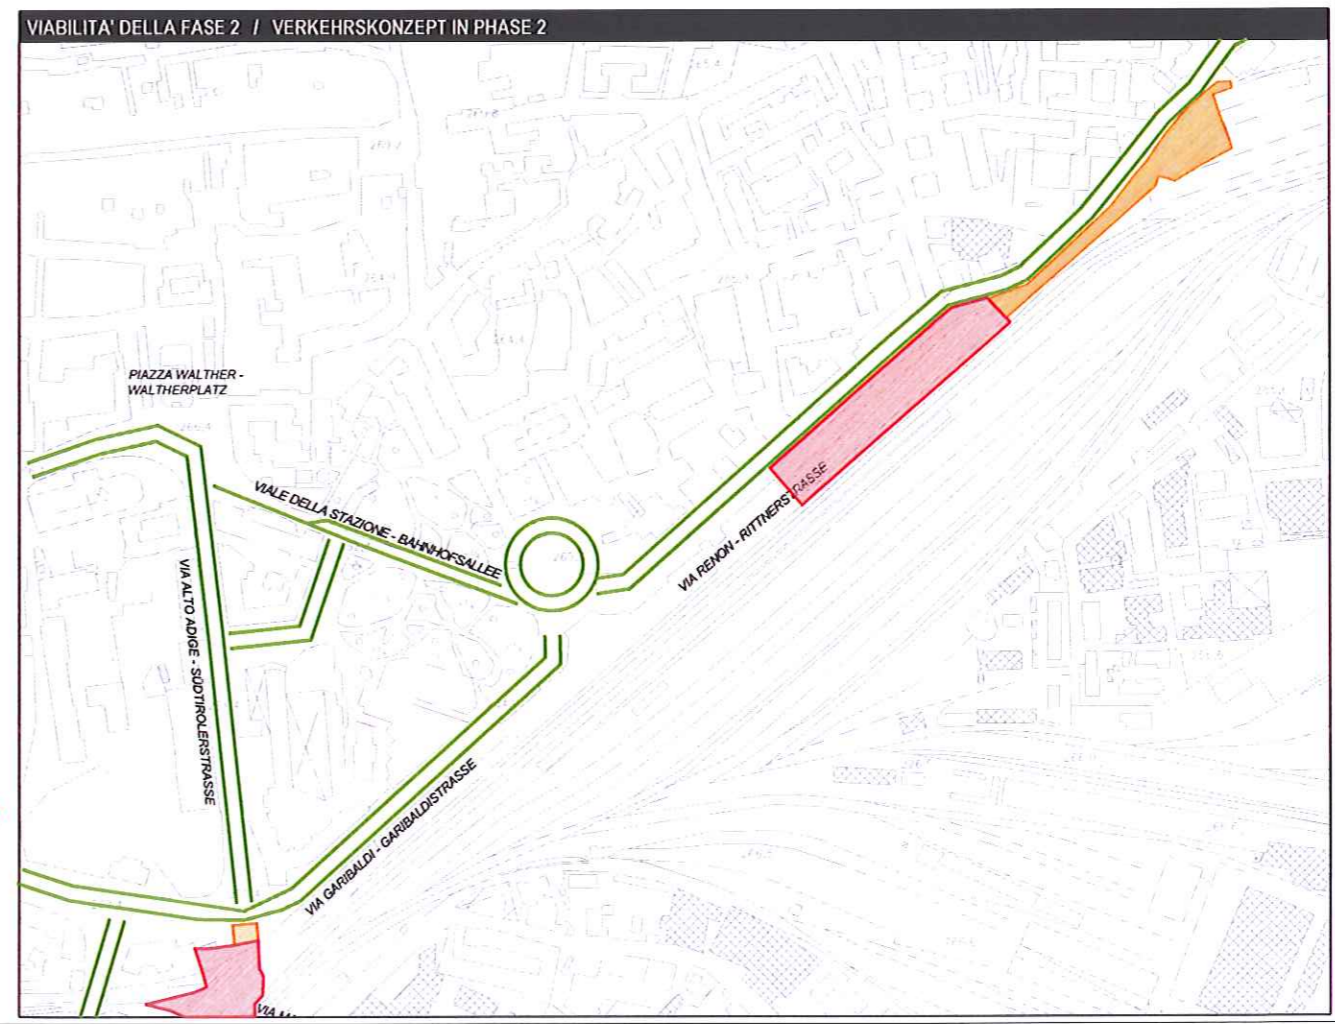 VIABILITA' DELLA FASE 2 / VERKEHRSKONZEPT IN PHASE 2
PIAZZA WALTHER -
WALTHERPLATZ
VIALE DELLA STAZIONE - BAHNHOFSALLEE
VIA RENON - RITTNERSTRASSE
VIA ALTO ADIGE - SÜDTIROLERSTRASSE
VIA GARIBALDI - GARIBALDISTRASSE
VIA